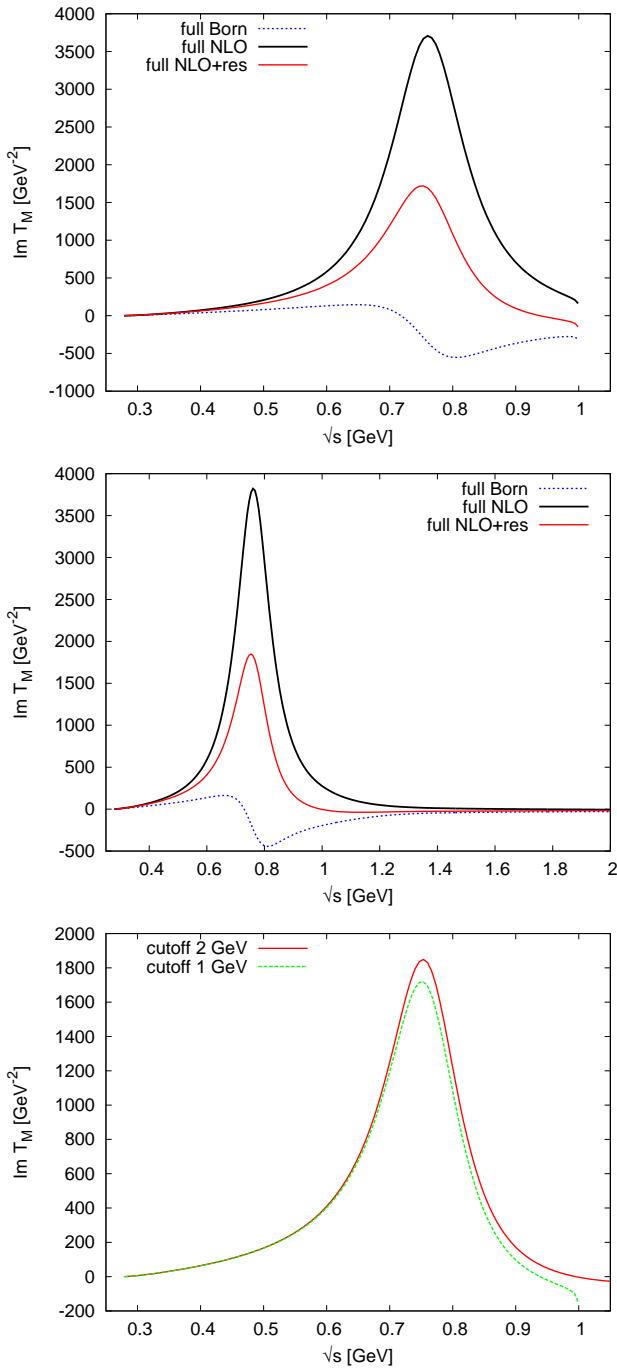 4000
3500
3000
2500
2000
1500
1000
500
0
-500
-1000
Im T_M [GeV^-2]
full Born
full NLO
full NLO+res
0.3 0.4 0.5 0.6 0.7 0.8 0.9 1
√s [GeV]
4000
3500
3000
2500
2000
1500
1000
500
0
-500
Im T_M [GeV^-2]
full Born
full NLO
full NLO+res
0.4 0.6 0.8 1 1.2 1.4 1.6 1.8 2
√s [GeV]
2000
1800
1600
1400
1200
1000
800
600
400
200
0
-200
Im T_M [GeV^-2]
cutoff 2 GeV
cutoff 1 GeV
0.3 0.4 0.5 0.6 0.7 0.8 0.9 1
√s [GeV]